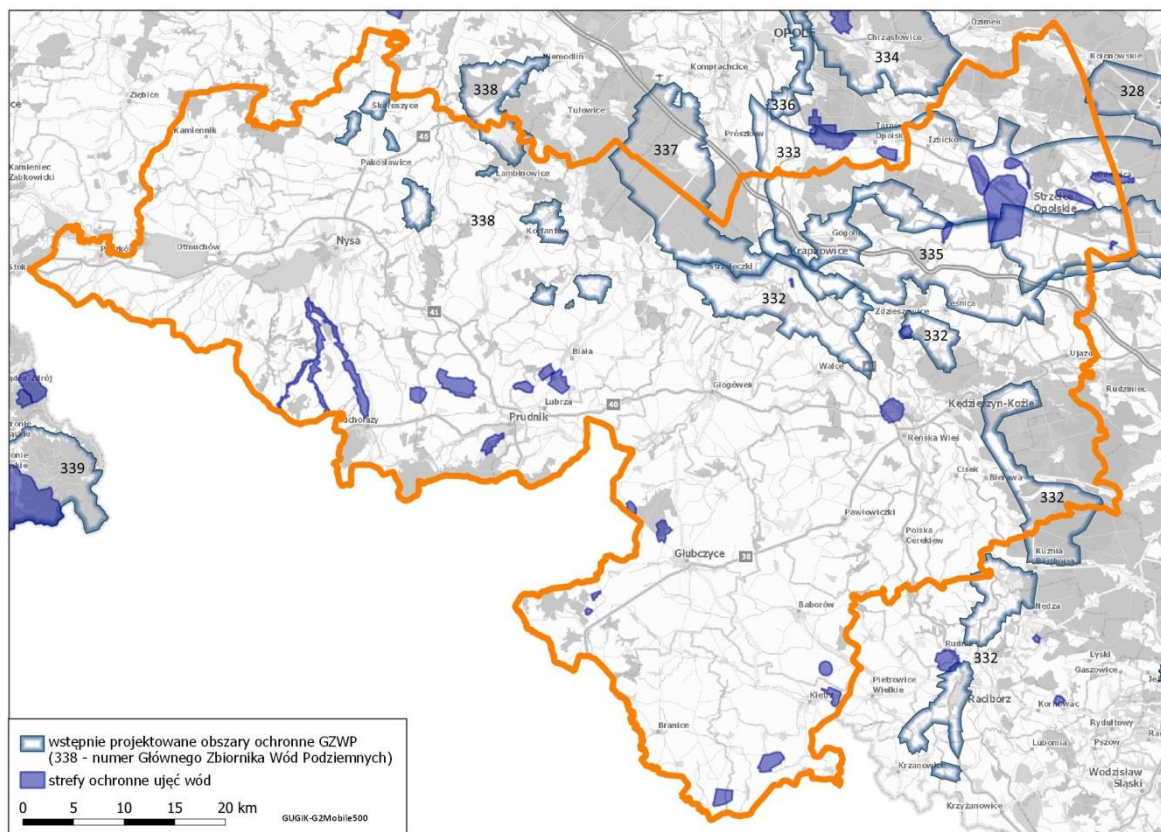 OPOLE
Ozimek
Chrząstowice
334
Kolonowskie
Niemodlin
Komprachcice
338
328
Ziębice
Skoroszyce
Tułowice
336
Kamiennik
46
Prószków
Tarnów
Opolski
Izbicko
333
337
Pakosławice
Kamieniec
Ząbkowicki
Łambinowice
Strzelce
Opolskie
338
Korfantów
Gogolin
Otmuchów
Nysa
Krapkowice
335
Strzeleczki
332
Leśnica
Zdzieszowice
41
332
Biała
Walce
Ujazd
Głogówek
Rudziniec
Lubrza
40
Prudnik
Kędzierzyn-Koźle
Reńska Wieś
339
Cisek
Bierawa
332
Pawłowiczki
Polska
Cerekiew
Głubczyce
38
Kuźnia
Baborów
Nędza
Rudnik
332
Lyski
Gaszowice
Pietrowice
Wielkie
Racibórz
Kornowac
Branice
Rydułtowy
Lubomia
Pszów
Krzanowice
Wodzisław
Śląski
Krzyżanowice
wstępnie projektowane obszary ochronne GZWP
(338 - numer Głównego Zbiornika Wód Podziemnych)
strefy ochronne ujęć wód
0 5 10 15 20 km
GUGiK-G2Mobile500